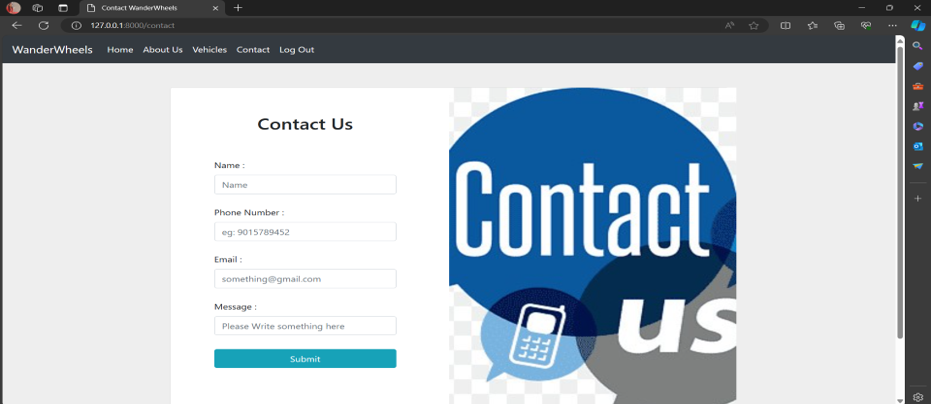 Contact WanderWheels
127.0.0.1:8000/contact
WanderWheels Home About Us Vehicles Contact Log Out
Contact Us
Name :
Name
Phone Number :
eg: 9015789452
Email :
something@gmail.com
Message :
Please Write something here
Submit
Contact
us